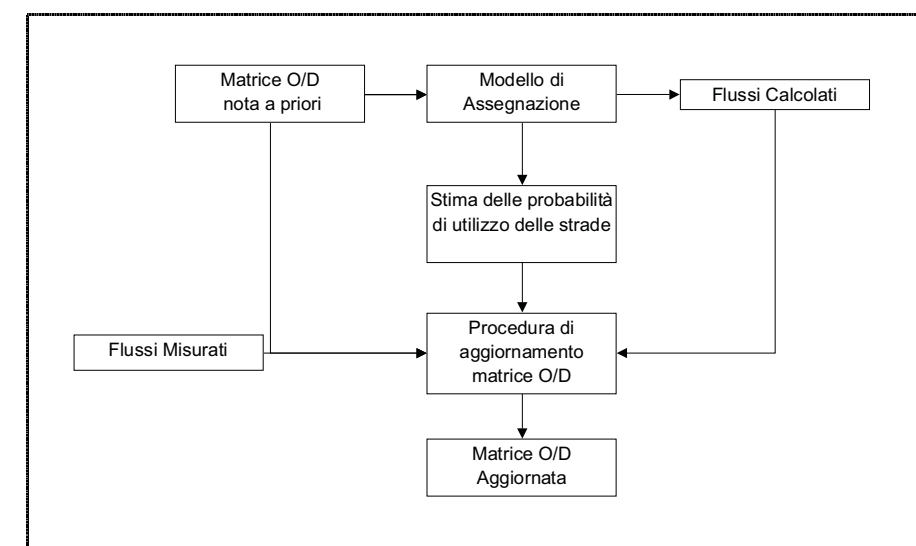 Matrice O/D
nota a priori
Modello di
Assegnazione
Flussi Calcolati
Stima delle probabilità
di utilizzo delle strade
Flussi Misurati
Procedura di
aggiornamento
matrice O/D
Matrice O/D
Aggiornata